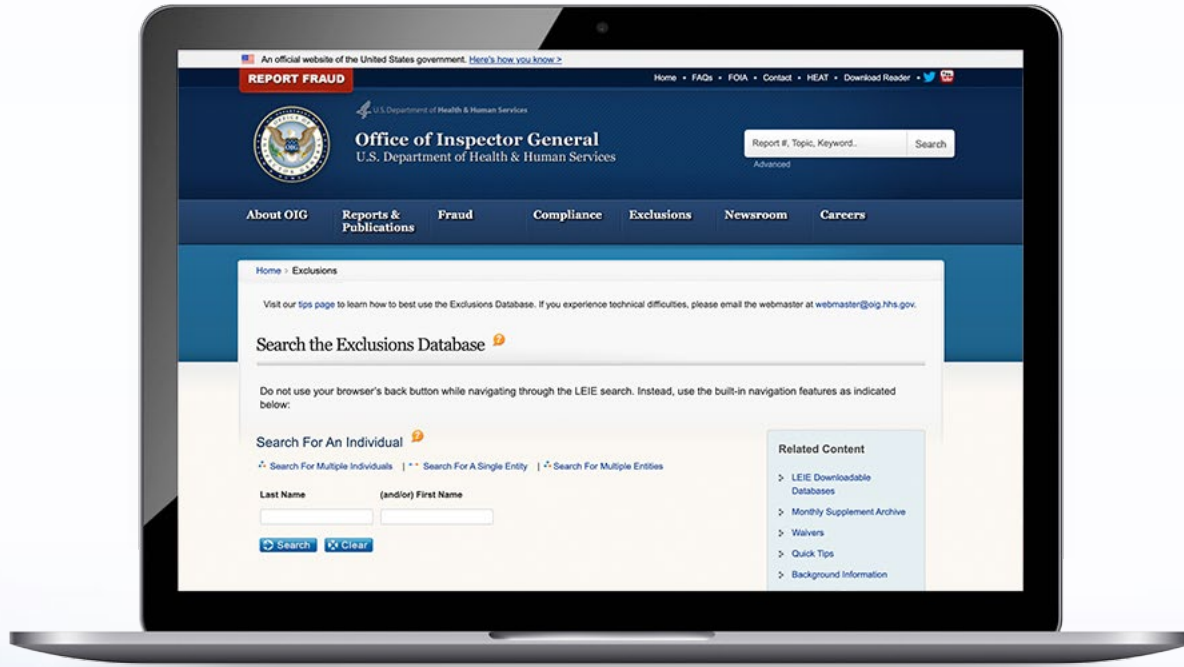 An official website of the United States government. Here's how you know >
REPORT FRAUD
Home • FAQs • FOIA • Contact • HEAT • Download Reader •
U.S. Department of Health & Human Services
Office of Inspector General
U.S. Department of Health & Human Services
Report #, Topic, Keyword..
Search
Advanced
About OIG
Reports &
Publications
Fraud
Compliance
Exclusions
Newsroom
Careers
Home › Exclusions
Visit our tips page to learn how to best use the Exclusions Database. If you experience technical difficulties, please email the webmaster at webmaster@oig.hhs.gov.
Search the Exclusions Database
Do not use your browser's back button while navigating through the LEIE search. Instead, use the built-in navigation features as indicated
below:
Search For An Individual
Search For Multiple Individuals | Search For A Single Entity | Search For Multiple Entities
Last Name (and/or) First Name
Search Clear
Related Content
LEIE Downloadable
Databases
Monthly Supplement Archive
Waivers
Quick Tips
Background Information